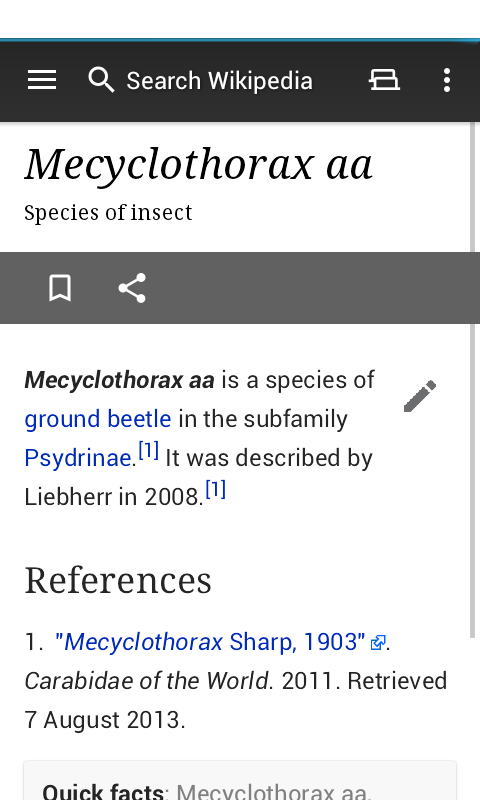 Search Wikipedia
Mecyclothorax aa
Species of insect
Mecyclothorax aa is a species of
ground beetle in the subfamily
Psydrinae.[1] It was described by
Liebherr in 2008.[1]
References
1. "Mecyclothorax Sharp, 1903".
Carabidae of the World. 2011. Retrieved
7 August 2013.
Quick facts: Mecyclothorax aa,